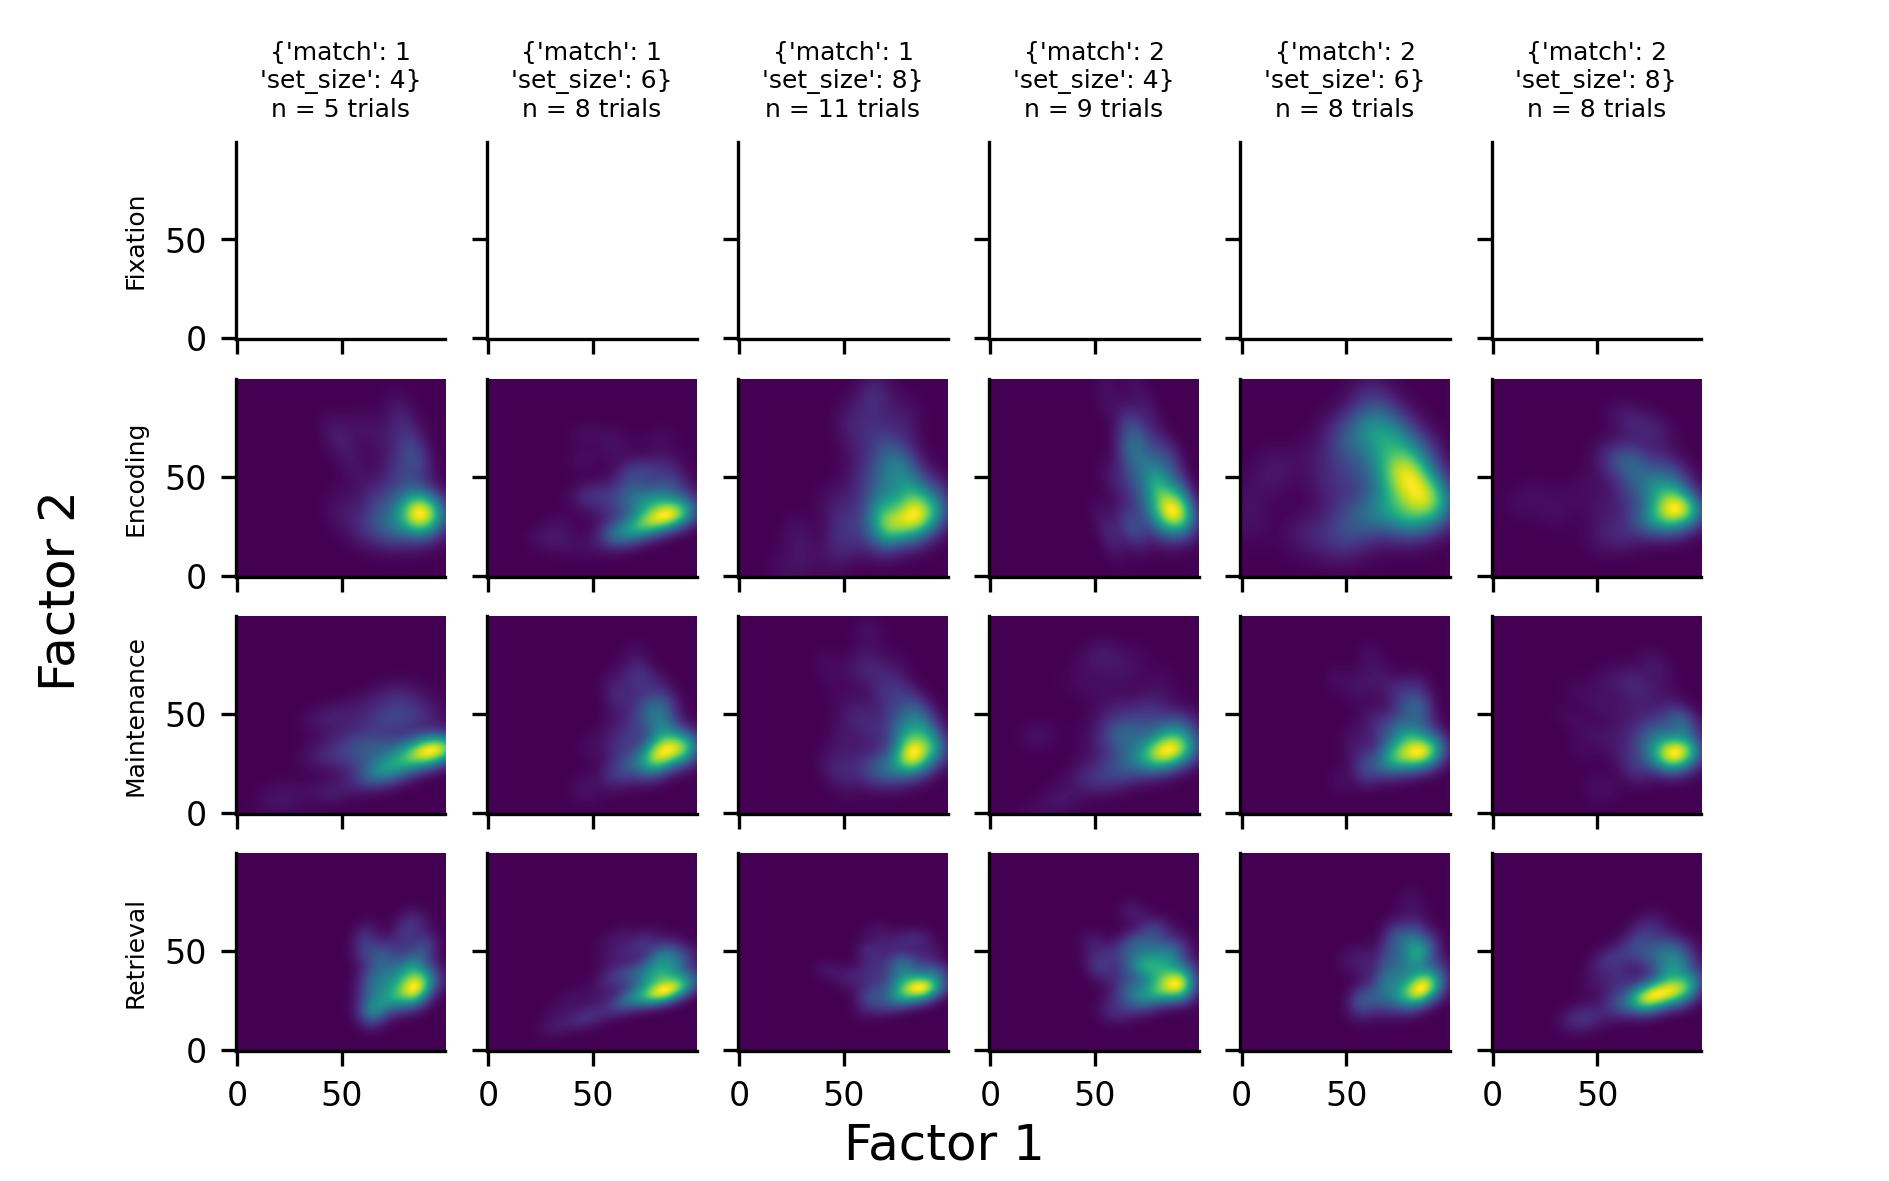 {'match': 1
'set_size': 4}
n = 5 trials
{'match': 1
'set_size': 6}
n = 8 trials
{'match': 1
'set_size': 8}
n = 11 trials
{'match': 2
'set_size': 4}
n = 9 trials
{'match': 2
'set_size': 6}
n = 8 trials
{'match': 2
'set_size': 8}
n = 8 trials
Factor 2
Fixation
50
0
Encoding
50
0
Maintenance
50
0
Retrieval
50
0
0 50 0 50 0 50 0 50 0 50 0 50
Factor 1